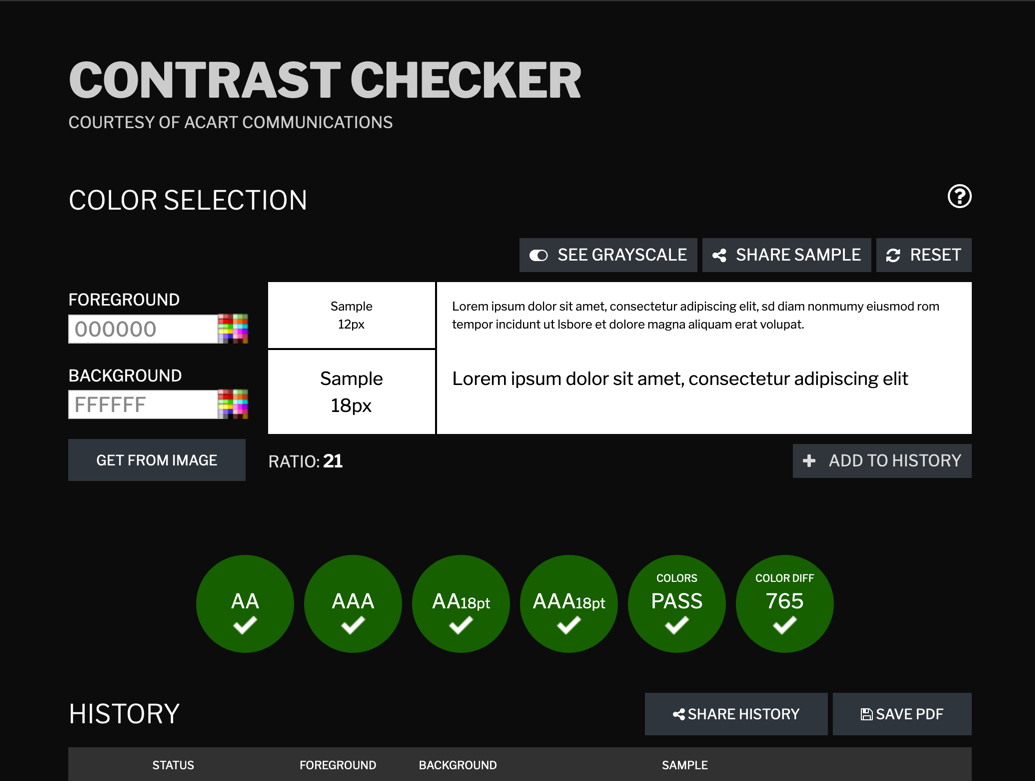 CONTRAST CHECKER
COURTESY OF ACART COMMUNICATIONS
COLOR SELECTION
?
SEE GRAYSCALE SHARE SAMPLE RESET
FOREGROUND
000000
BACKGROUND
FFFFFF
GET FROM IMAGE
Sample
12px
Lorem ipsum dolor sit amet, consectetur adipiscing elit, sd diam nonmumy eiusmod rom
tempor incidunt ut lsbore et dolore magna aliquam erat volupat.
Sample
18px
Lorem ipsum dolor sit amet, consectetur adipiscing elit
RATIO: 21
ADD TO HISTORY
AA
AAA
AA18pt
AAA18pt
COLORS
PASS
COLOR DIFF
765
HISTORY
SHARE HISTORY SAVE PDF
STATUS FOREGROUND BACKGROUND SAMPLE